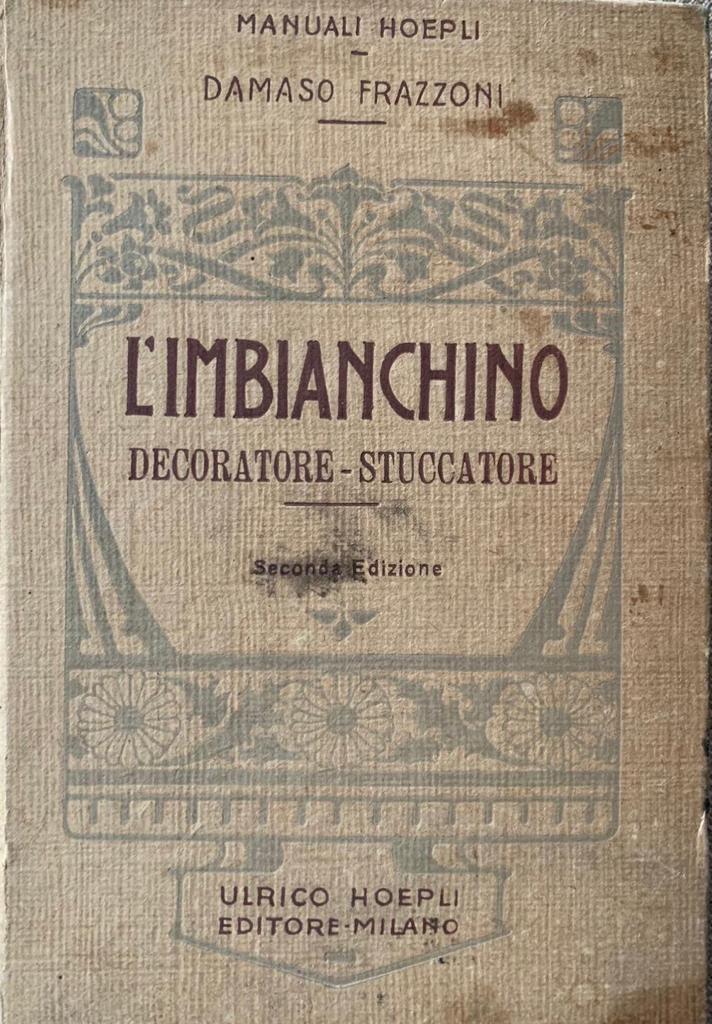 MANUALI HOEPLI
DAMASO FRAZZONI
L'IMBIANCHINO
DECORATORE - STUCCATORE
Seconda Edizione
ULRICO HOEPLI
EDITORE-MILANO